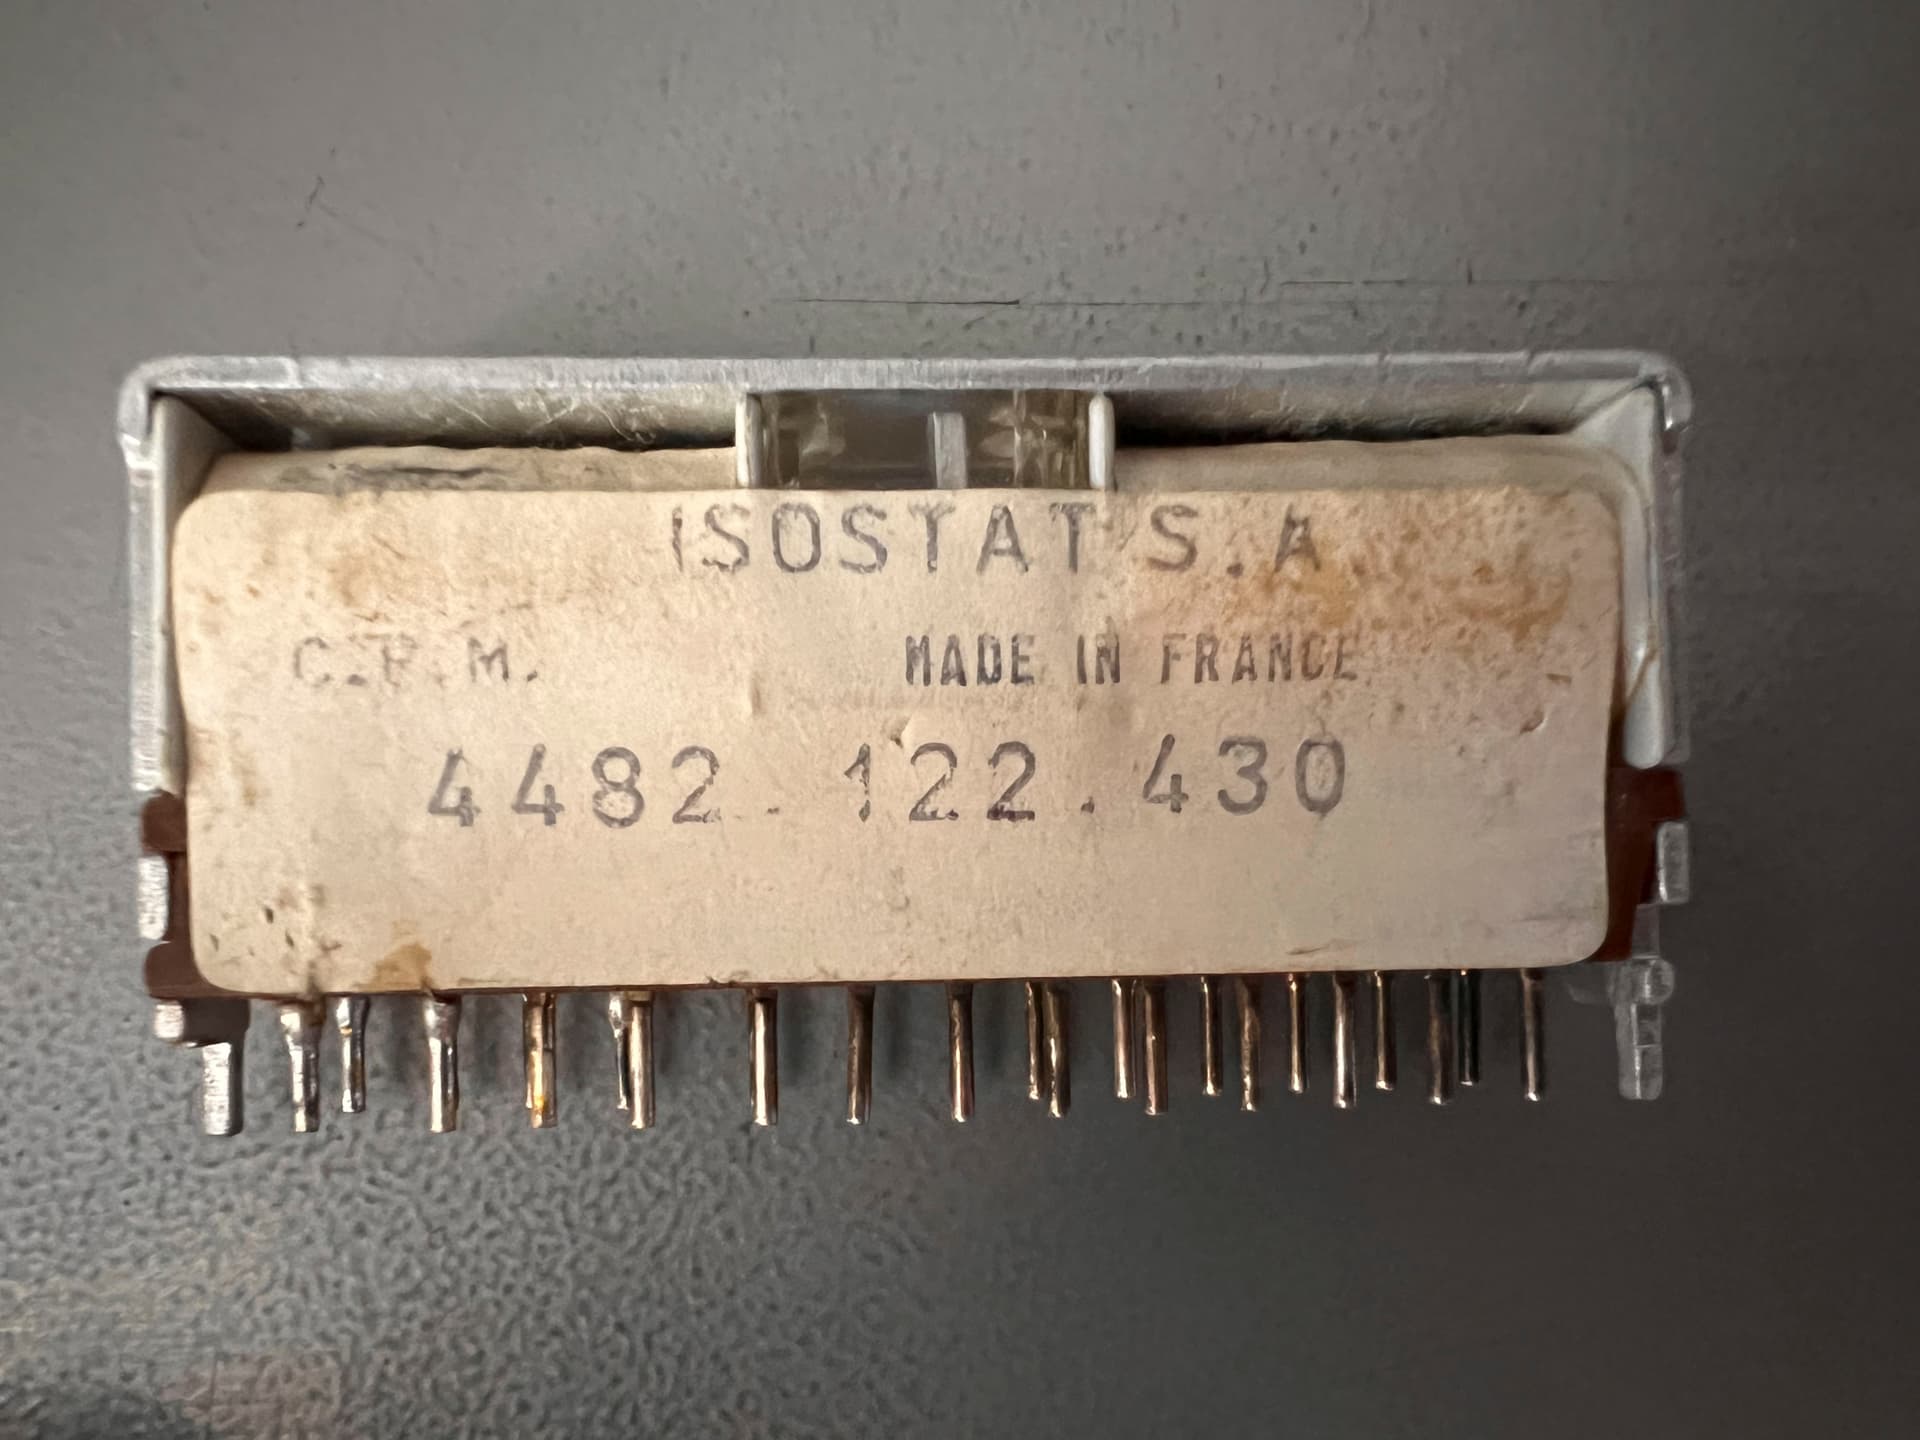 ISOSTAT S.A
C.P.M. MADE IN FRANCE
4482.122.430